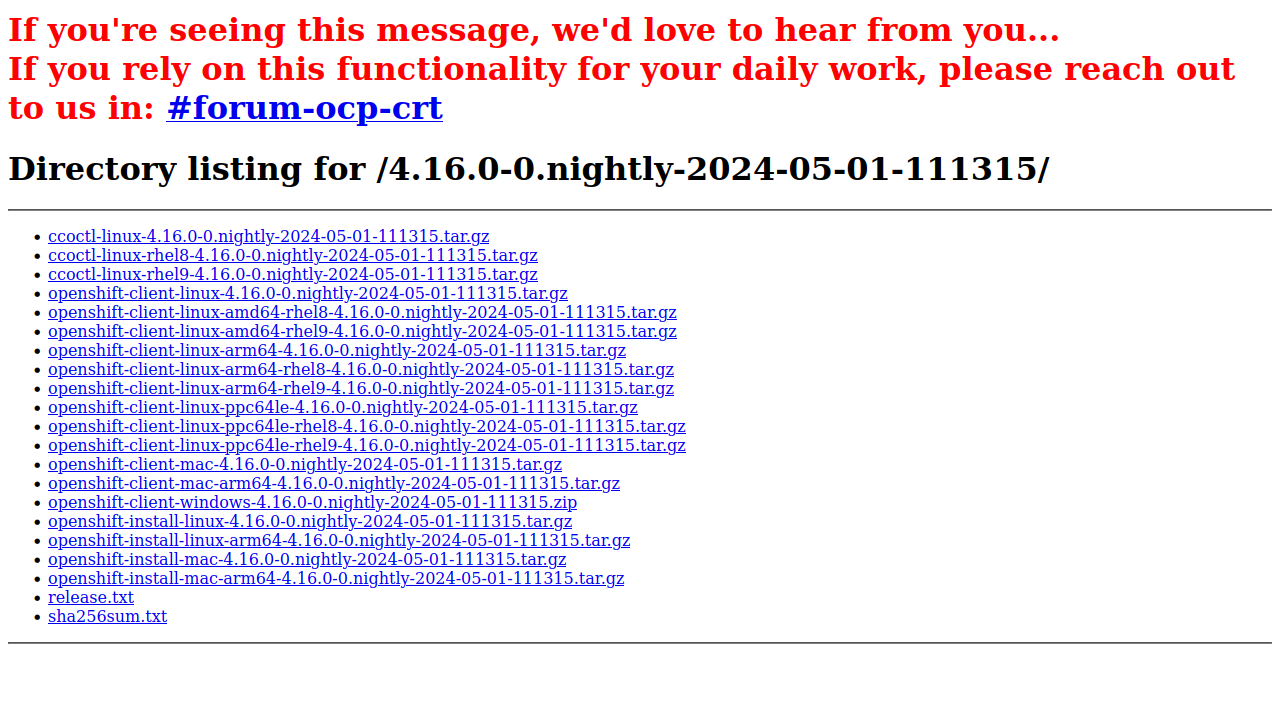 If you're seeing this message, we'd love to hear from you...
If you rely on this functionality for your daily work, please reach out
to us in: #forum-ocp-crt
Directory listing for /4.16.0-0.nightly-2024-05-01-111315/
ccoctl-linux-4.16.0-0.nightly-2024-05-01-111315.tar.gz
ccoctl-linux-rhel8-4.16.0-0.nightly-2024-05-01-111315.tar.gz
ccoctl-linux-rhel9-4.16.0-0.nightly-2024-05-01-111315.tar.gz
openshift-client-linux-4.16.0-0.nightly-2024-05-01-111315.tar.gz
openshift-client-linux-amd64-rhel8-4.16.0-0.nightly-2024-05-01-111315.tar.gz
openshift-client-linux-amd64-rhel9-4.16.0-0.nightly-2024-05-01-111315.tar.gz
openshift-client-linux-arm64-4.16.0-0.nightly-2024-05-01-111315.tar.gz
openshift-client-linux-arm64-rhel8-4.16.0-0.nightly-2024-05-01-111315.tar.gz
openshift-client-linux-arm64-rhel9-4.16.0-0.nightly-2024-05-01-111315.tar.gz
openshift-client-linux-ppc64le-4.16.0-0.nightly-2024-05-01-111315.tar.gz
openshift-client-linux-ppc64le-rhel8-4.16.0-0.nightly-2024-05-01-111315.tar.gz
openshift-client-linux-ppc64le-rhel9-4.16.0-0.nightly-2024-05-01-111315.tar.gz
openshift-client-mac-4.16.0-0.nightly-2024-05-01-111315.tar.gz
openshift-client-mac-arm64-4.16.0-0.nightly-2024-05-01-111315.tar.gz
openshift-client-windows-4.16.0-0.nightly-2024-05-01-111315.zip
openshift-install-linux-4.16.0-0.nightly-2024-05-01-111315.tar.gz
openshift-install-linux-arm64-4.16.0-0.nightly-2024-05-01-111315.tar.gz
openshift-install-mac-4.16.0-0.nightly-2024-05-01-111315.tar.gz
openshift-install-mac-arm64-4.16.0-0.nightly-2024-05-01-111315.tar.gz
release.txt
sha256sum.txt